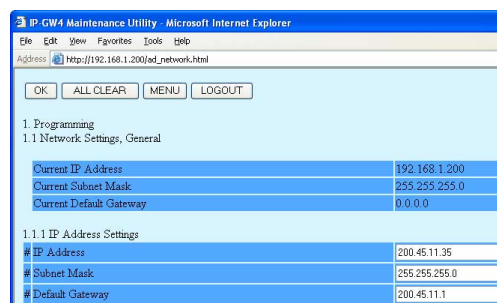 IP-GW4 Maintenance Utility - Microsoft Internet Explorer
File Edit View Favorites Tools Help
Address http://192.168.1.200/ad_network.html
OK ALL CLEAR MENU LOGOUT
1. Programming
1.1 Network Settings, General
Current IP Address 192.168.1.200
Current Subnet Mask 255.255.255.0
Current Default Gateway 0.0.0.0
1.1.1 IP Address Settings
# IP Address 200.45.11.35
# Subnet Mask 255.255.255.0
# Default Gateway 200.45.11.1